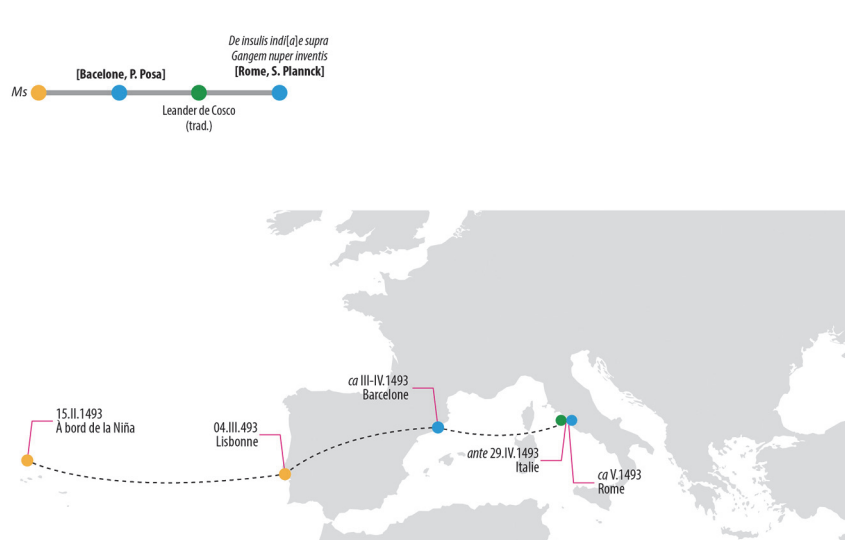 De insulis indi[a]e supra
Gangem nuper inventis
[Rome, S. Plannck]
[Bacelone, P. Posa]
Ms
Leander de Cosco
(trad.)
ca III-IV.1493
Barcelone
15.II.1493
À bord de la Niña
04.III.493
Lisbonne
ante 29.IV.1493
Italie
ca V.1493
Rome